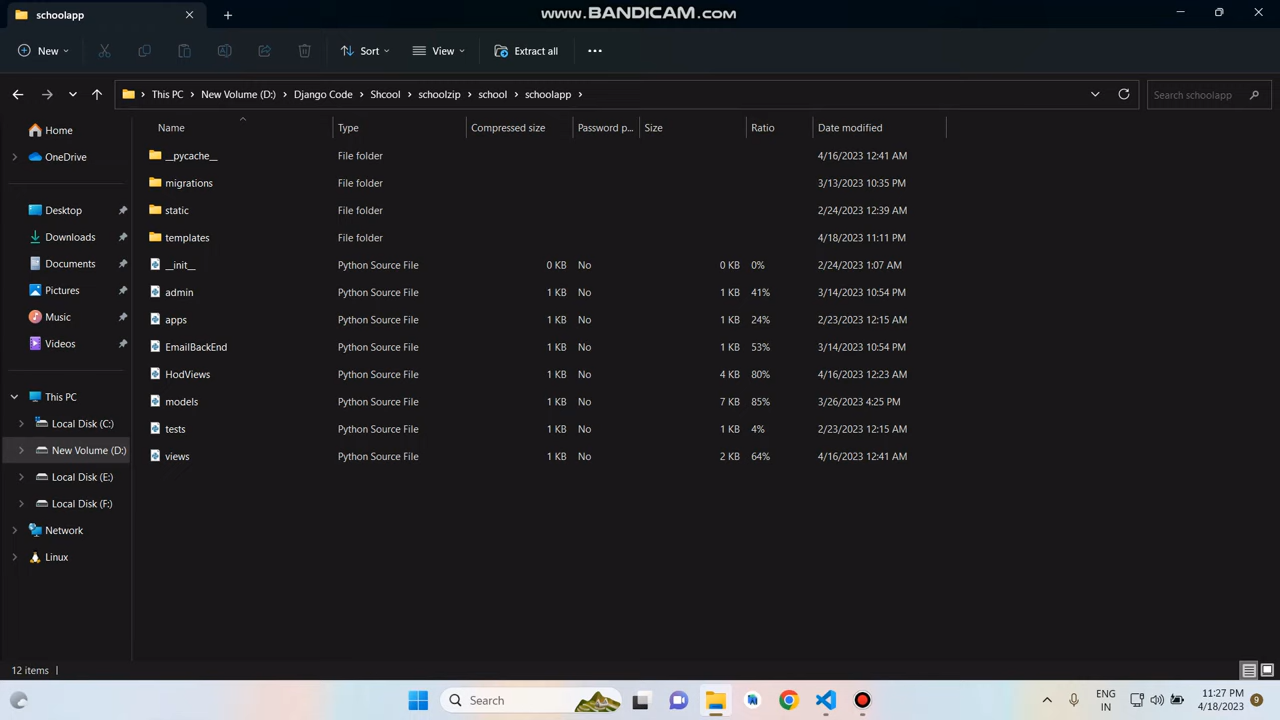 schoolapp
www.BANDICAM.com
New
Sort
View
Extract all
This PC > New Volume (D:) > Django Code > Shcool > schoolzip > school > schoolapp >
Search schoolapp
Home
OneDrive
Desktop
Downloads
Documents
Pictures
Music
Videos
This PC
Local Disk (C:)
New Volume (D:)
Local Disk (E:)
Local Disk (F:)
Network
Linux
Name Type Compressed size Password p... Size Ratio Date modified
__pycache__ File folder 4/16/2023 12:41 AM
migrations File folder 3/13/2023 10:35 PM
static File folder 2/24/2023 12:39 AM
templates File folder 4/18/2023 11:11 PM
__init__ Python Source File 0 KB No 0 KB 0% 2/24/2023 1:07 AM
admin Python Source File 1 KB No 1 KB 41% 3/14/2023 10:54 PM
apps Python Source File 1 KB No 1 KB 24% 2/23/2023 12:15 AM
EmailBackEnd Python Source File 1 KB No 1 KB 53% 3/14/2023 10:54 PM
HodViews Python Source File 1 KB No 4 KB 80% 4/16/2023 12:23 AM
models Python Source File 1 KB No 7 KB 85% 3/26/2023 4:25 PM
tests Python Source File 1 KB No 1 KB 4% 2/23/2023 12:15 AM
views Python Source File 1 KB No 2 KB 64% 4/16/2023 12:41 AM
12 items
Search
ENG
IN
11:27 PM
4/18/2023
9